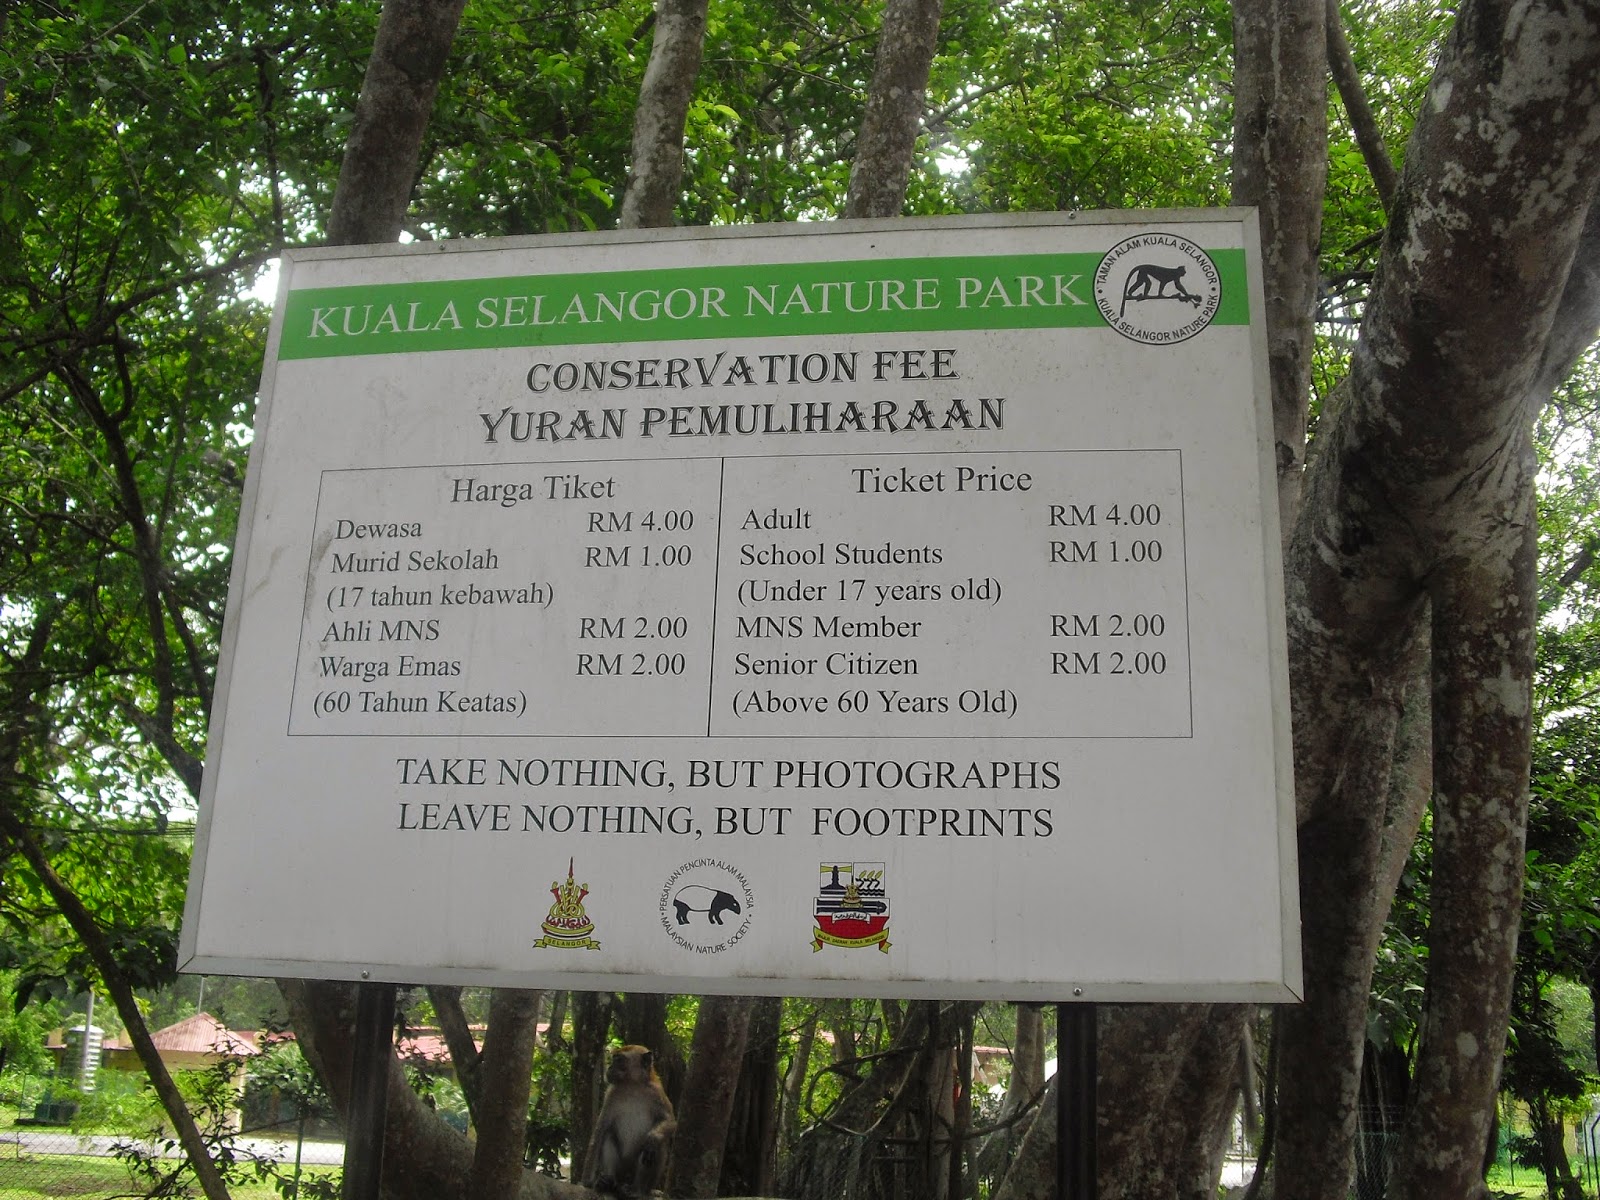 KUALA SELANGOR NATURE PARK
TAMAN ALAM KUALA SELANGOR
KUALA SELANGOR NATURE PARK
CONSERVATION FEE
YURAN PEMULIHARAAN
Harga Tiket
Dewasa RM 4.00
Murid Sekolah RM 1.00
(17 tahun kebawah)
Ahli MNS RM 2.00
Warga Emas RM 2.00
(60 Tahun Keatas)
Ticket Price
Adult RM 4.00
School Students RM 1.00
(Under 17 years old)
MNS Member RM 2.00
Senior Citizen RM 2.00
(Above 60 Years Old)
TAKE NOTHING, BUT PHOTOGRAPHS
LEAVE NOTHING, BUT FOOTPRINTS
SELANGOR
PERSATUAN PENCINTA ALAM MALAYSIA
MALAYSIAN NATURE SOCIETY